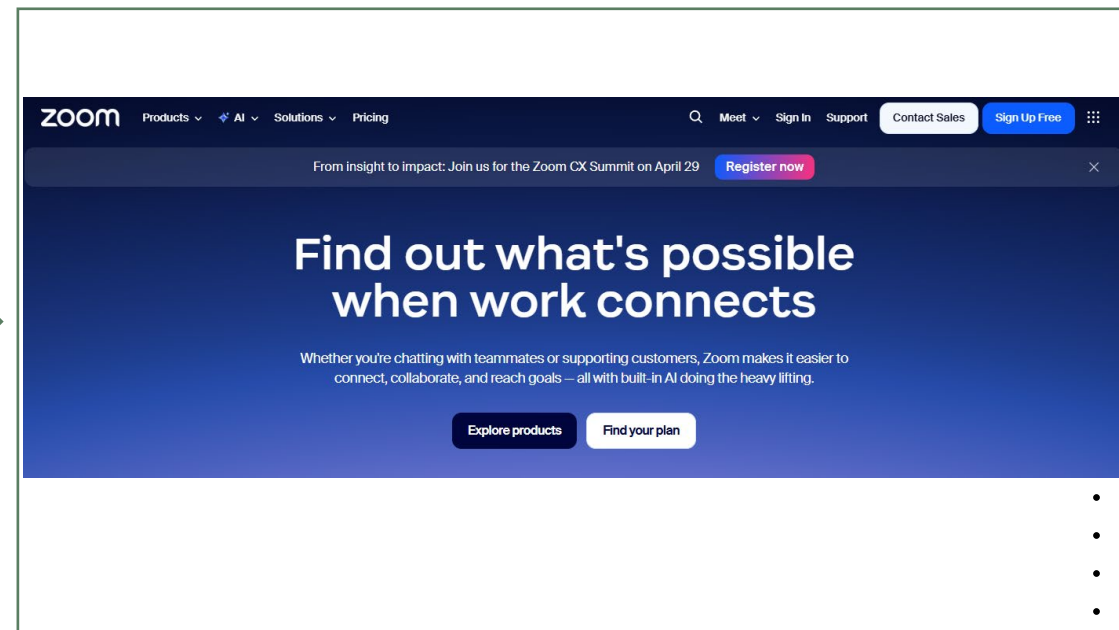 zoom Products AI Solutions Pricing Meet Sign In Support Contact Sales Sign Up Free
From insight to impact: Join us for the Zoom CX Summit on April 29 Register now
Find out what's possible
when work connects
Whether you're chatting with teammates or supporting customers, Zoom makes it easier to
connect, collaborate, and reach goals — all with built-in AI doing the heavy lifting.
Explore products Find your plan